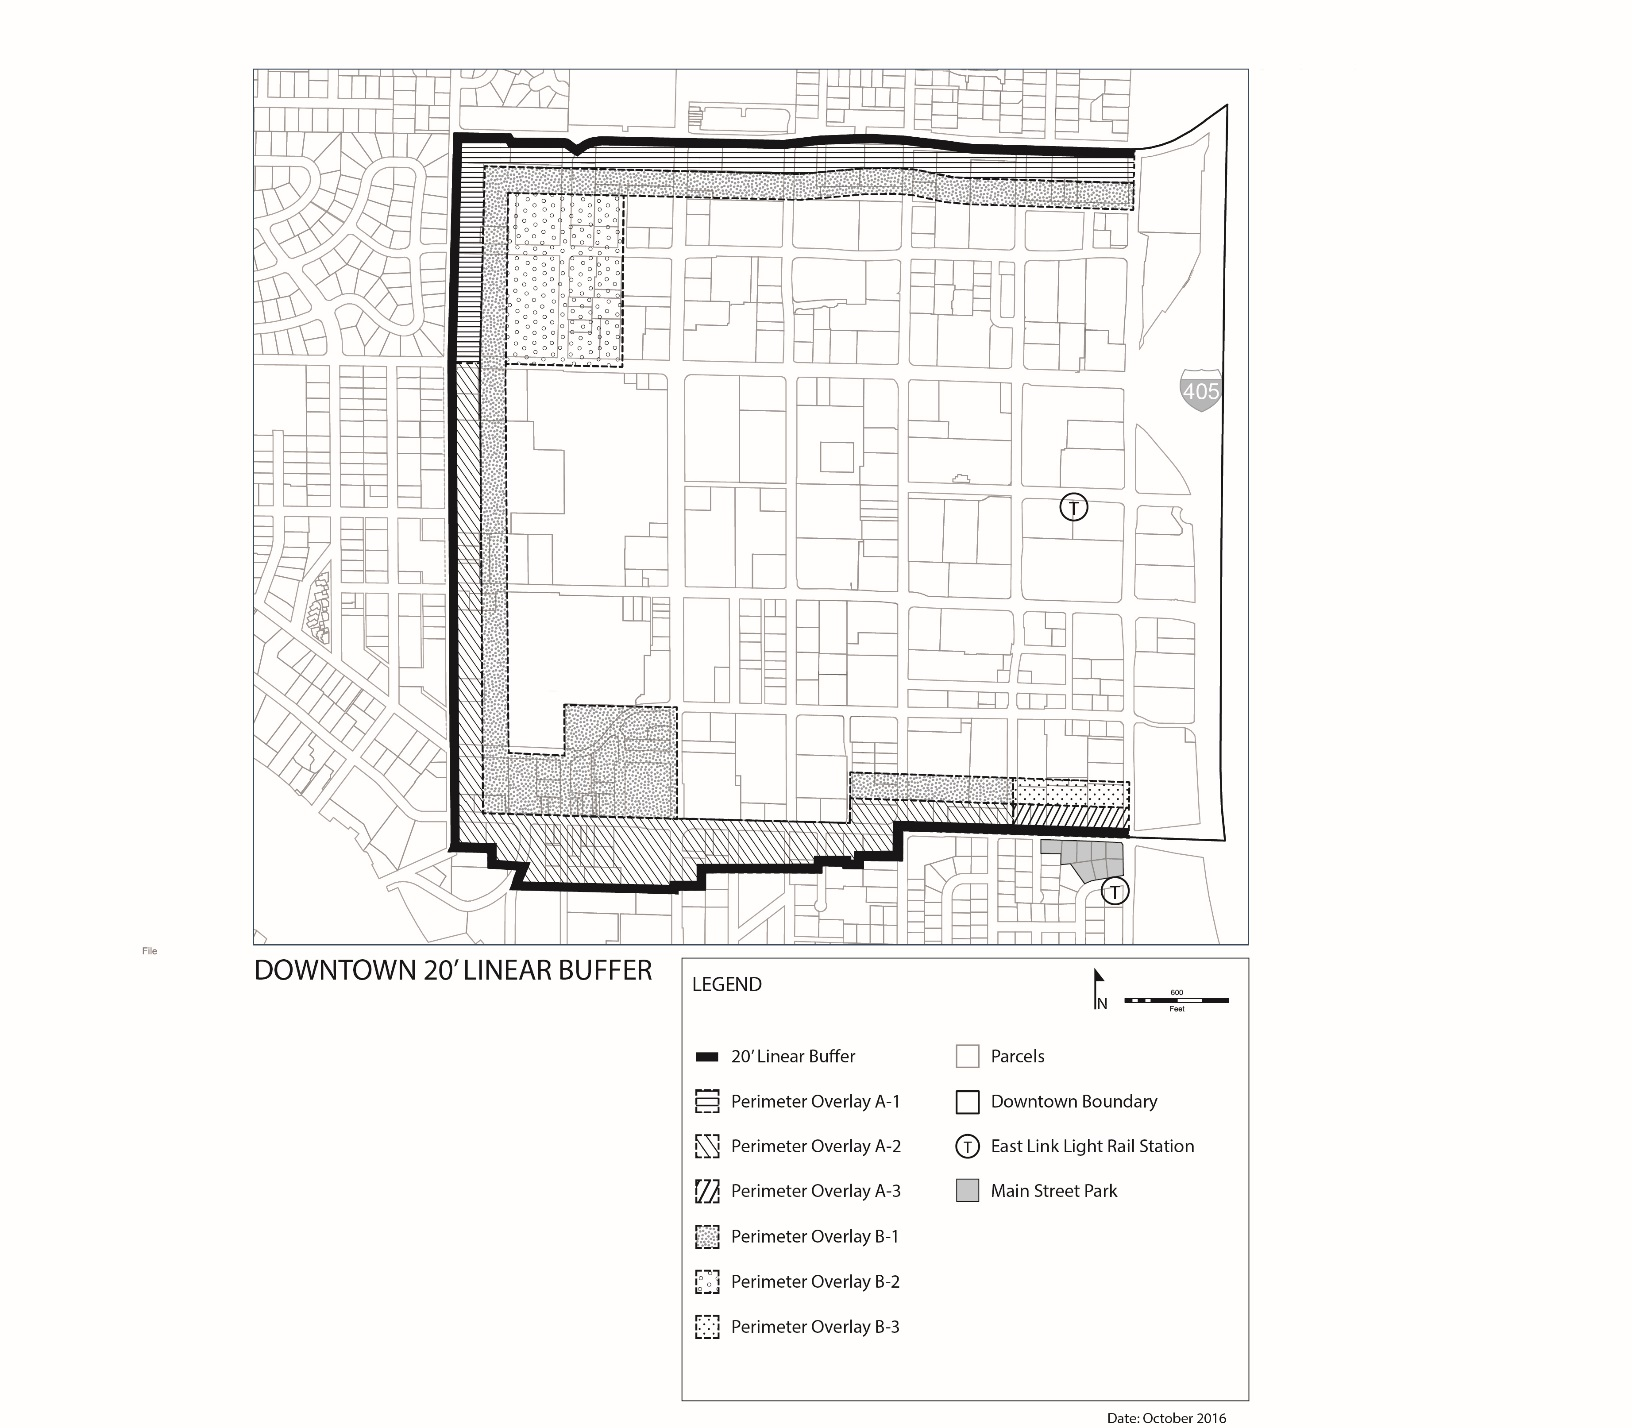 405
T
T
File
DOWNTOWN 20' LINEAR BUFFER
LEGEND
N
600
Feet
20' Linear Buffer
Perimeter Overlay A-1
Perimeter Overlay A-2
Perimeter Overlay A-3
Perimeter Overlay B-1
Perimeter Overlay B-2
Perimeter Overlay B-3
Parcels
Downtown Boundary
T East Link Light Rail Station
Main Street Park
Date: October 2016